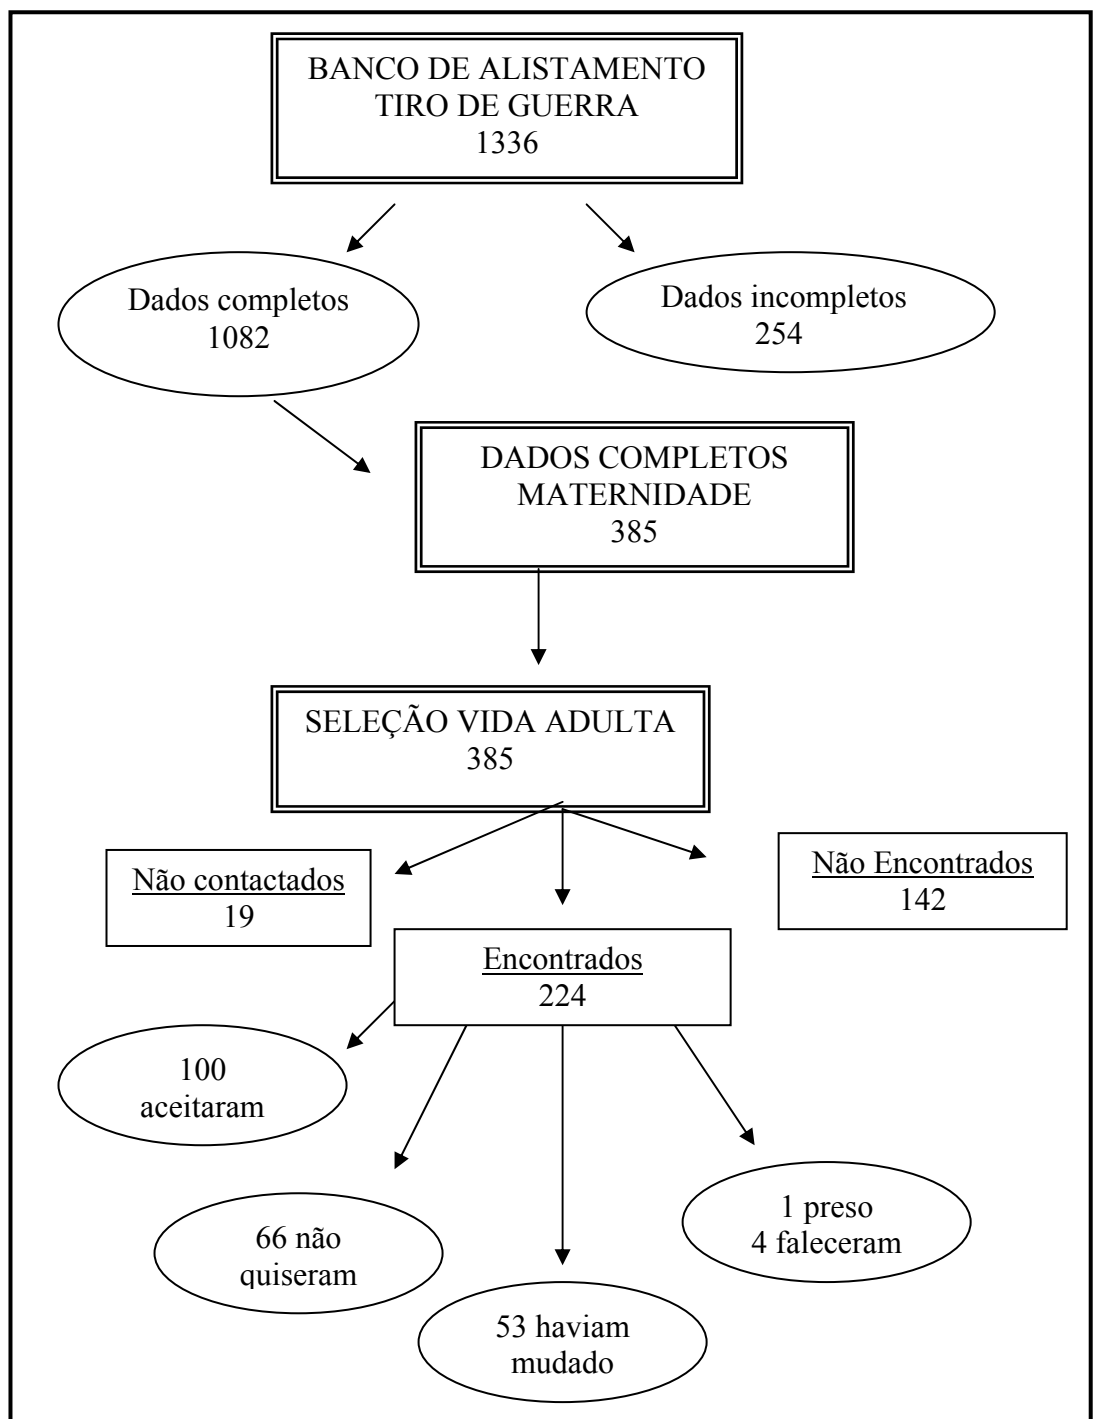 BANCO DE ALISTAMENTO
TIRO DE GUERRA
1336
Dados completos
1082
Dados incompletos
254
DADOS COMPLETOS
MATERNIDADE
385
SELEÇÃO VIDA ADULTA
385
Não contactados
19
Não Encontrados
142
Encontrados
224
100
aceitaram
66 não
quiseram
1 preso
4 faleceram
53 haviam
mudado